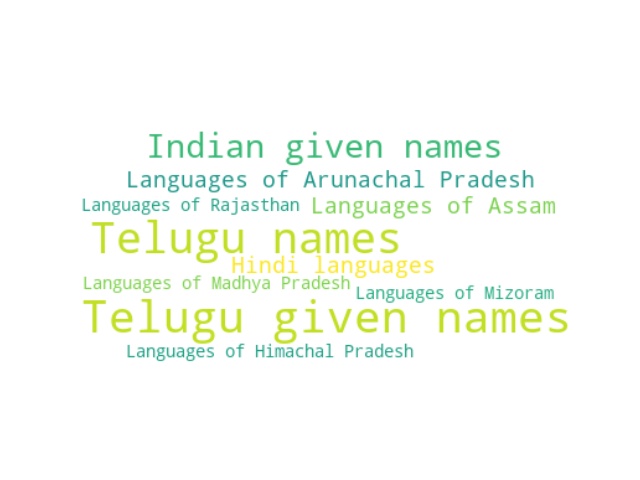 Indian given names
Languages of Arunachal Pradesh
Languages of Rajasthan
Languages of Assam
Telugu names
Hindi languages
Languages of Madhya Pradesh
Languages of Mizoram
Telugu given names
Languages of Himachal Pradesh